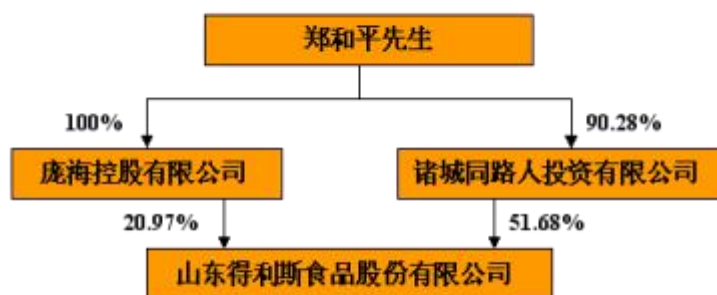 郑和平先生
100%
90.28%
庞海控股有限公司
诸城同路人投资有限公司
20.97%
51.68%
山东得利斯食品股份有限公司